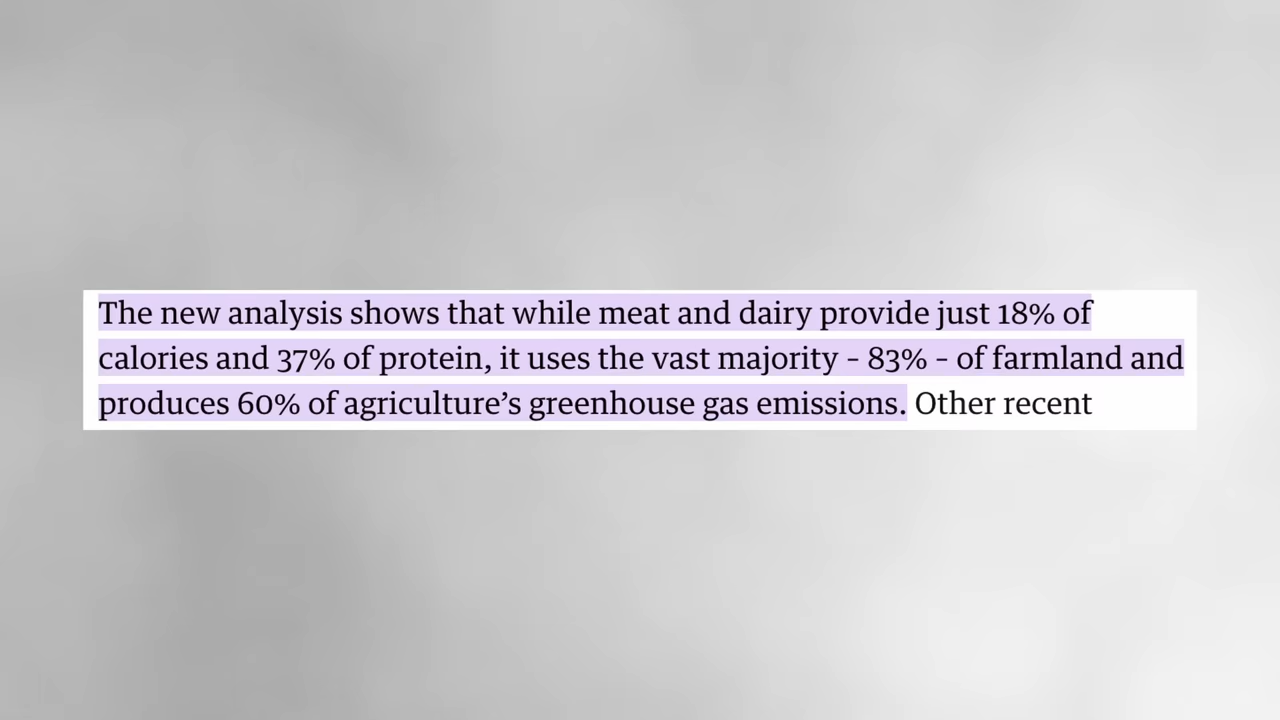 The new analysis shows that while meat and dairy provide just 18% of
calories and 37% of protein, it uses the vast majority – 83% – of farmland and
produces 60% of agriculture’s greenhouse gas emissions. Other recent